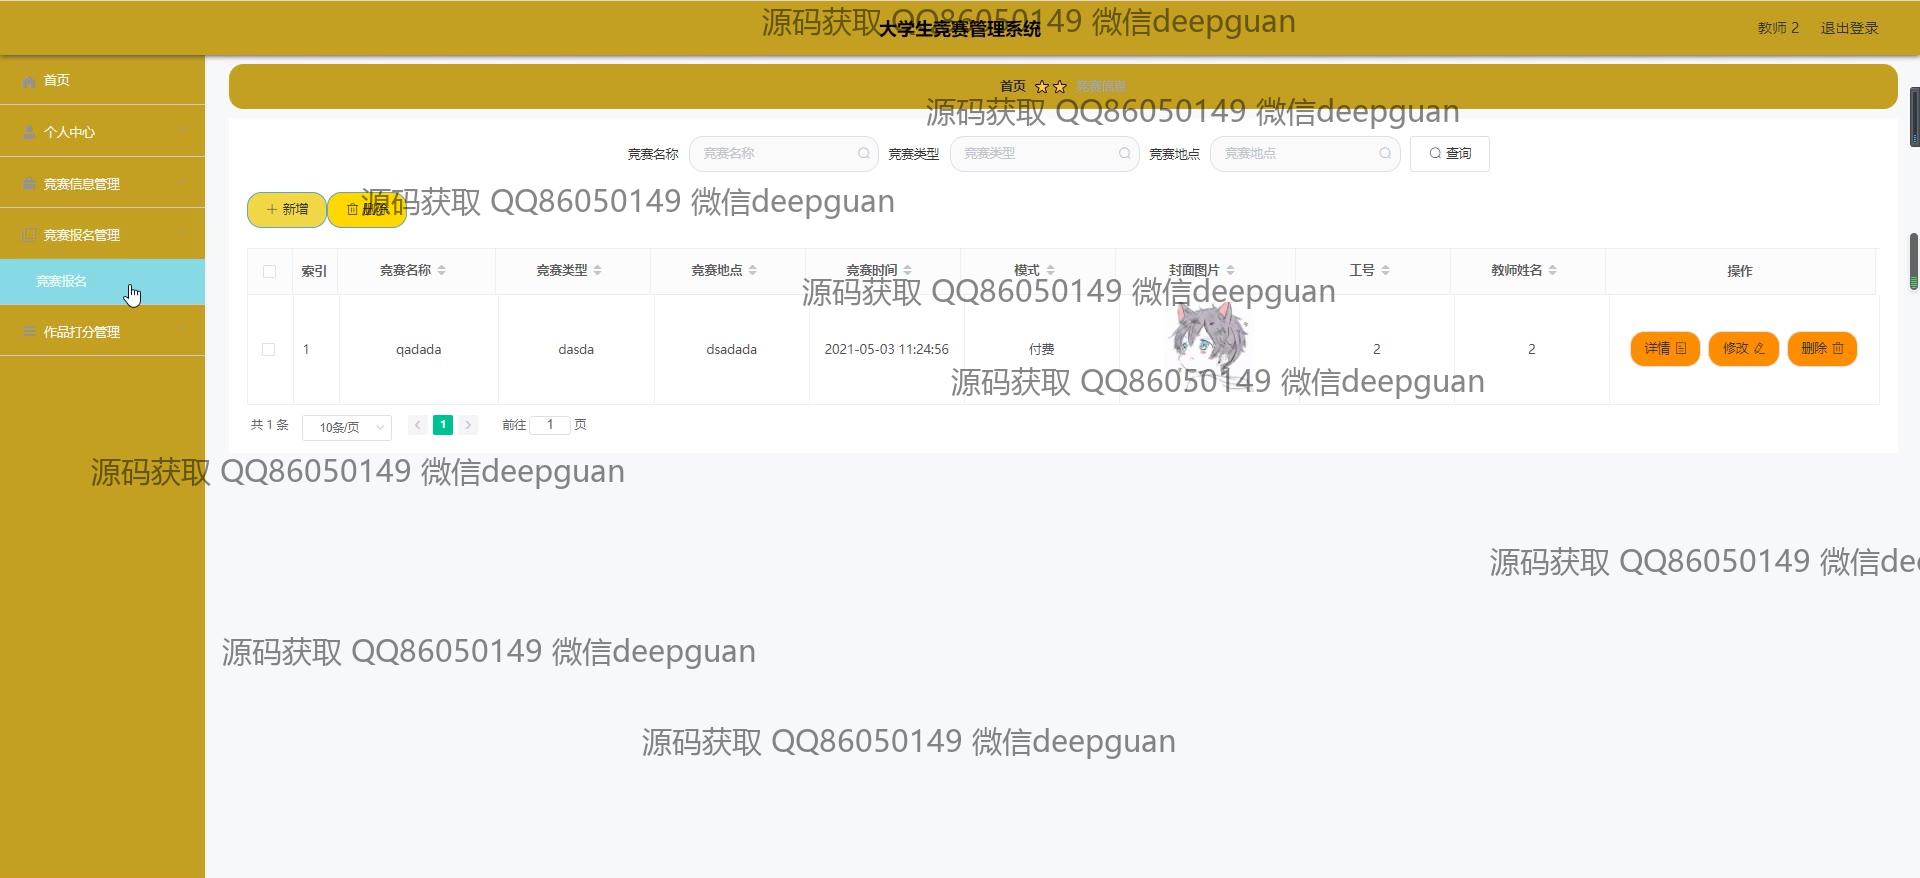 源码获取 QQ86050149 微信deepguan
大学生竞赛管理系统
教师 2 退出登录
首页
首页 竞赛信息
源码获取 QQ86050149 微信deepguan
个人中心
竞赛名称 竞赛名称 竞赛类型 竞赛类型 竞赛地点 竞赛地点 查询
竞赛信息管理
新增 删除
源码获取 QQ86050149 微信deepguan
竞赛报名管理
竞赛报名
索引 竞赛名称 竞赛类型 竞赛地点 竞赛时间 模式 封面图片 工号 教师姓名 操作
源码获取 QQ86050149 微信deepguan
作品打分管理
1 qadada dasda dsadada 2021-05-03 11:24:56 付费 2 2 详情 修改 删除
源码获取 QQ86050149 微信deepguan
共 1 条 10条/页 1 前往 1 页
源码获取 QQ86050149 微信deepguan
源码获取 QQ86050149 微信dee
源码获取 QQ86050149 微信deepguan
源码获取 QQ86050149 微信deepguan